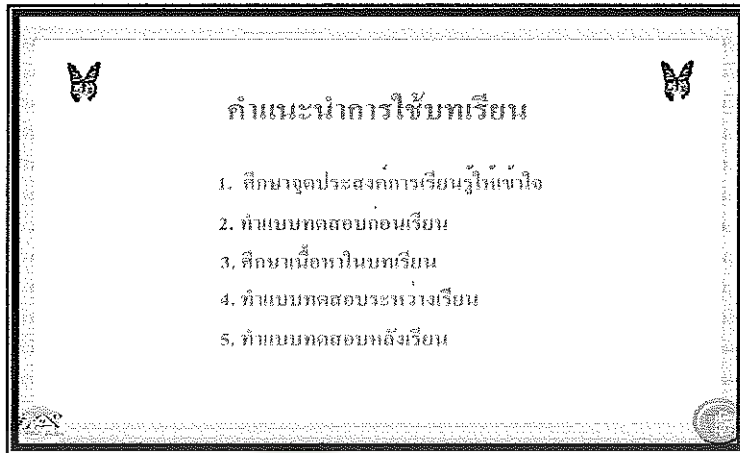 คำแนะนำการใช้บทเรียน
1. ศึกษาจุดประสงค์การเรียนรู้ให้เข้าใจ
2. ทำแบบทดสอบก่อนเรียน
3. ศึกษาเนื้อหาในบทเรียน
4. ทำแบบทดสอบระหว่างเรียน
5. ทำแบบทดสอบหลังเรียน